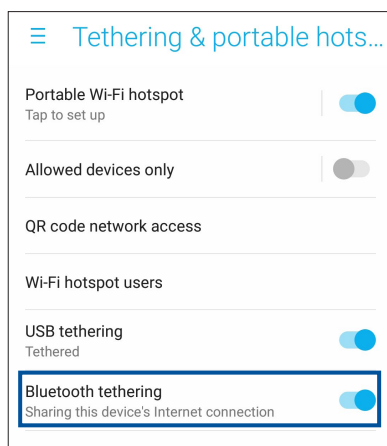 Tethering & portable hots...
Portable Wi-Fi hotspot
Tap to set up
Allowed devices only
QR code network access
Wi-Fi hotspot users
USB tethering
Tethered
Bluetooth tethering
Sharing this device's Internet connection